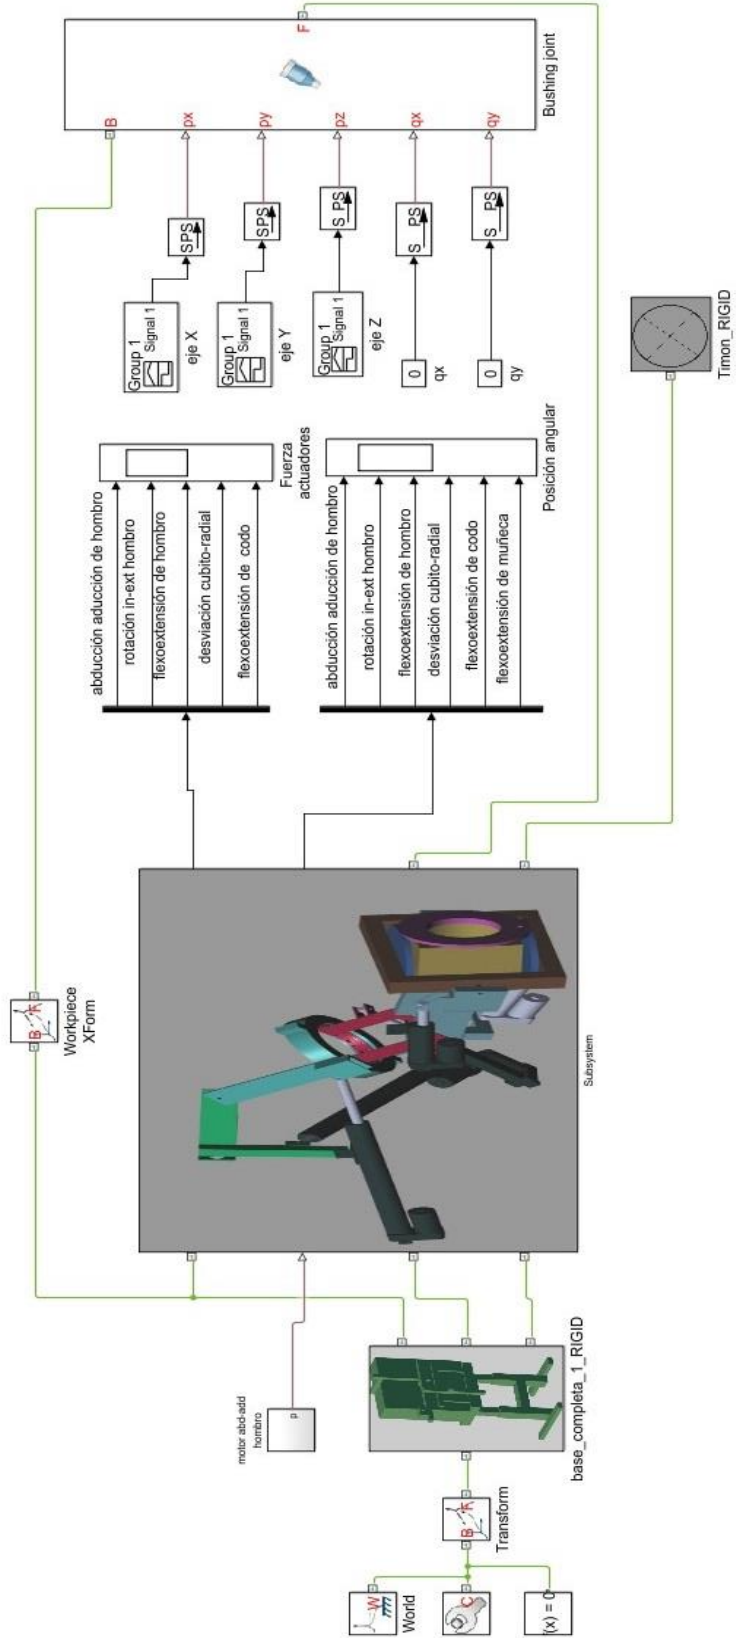 W
World
C
f(x) = 0
B
F
Transform
base_completa_1_RIGID
motor abd-add
hombro
p
B
F
Workpiece
XForm
Subsystem
abducción aducción de hombro
rotación in-ext hombro
flexoextensión de hombro
desviación cubito-radial
flexoextensión de codo
Fuerza
actuadores
abducción aducción de hombro
rotación in-ext hombro
flexoextensión de hombro
desviación cubito-radial
flexoextensión de codo
flexoextensión de muñeca
Posición angular
Group 1
Signal 1
eje X
Group 1
Signal 1
eje Y
Group 1
Signal 1
eje Z
0
qx
0
qy
SPS
SPS
S PS
S PS
S PS
B
px
py
pz
qx
qy
F
Bushing joint
Timon_RIGID